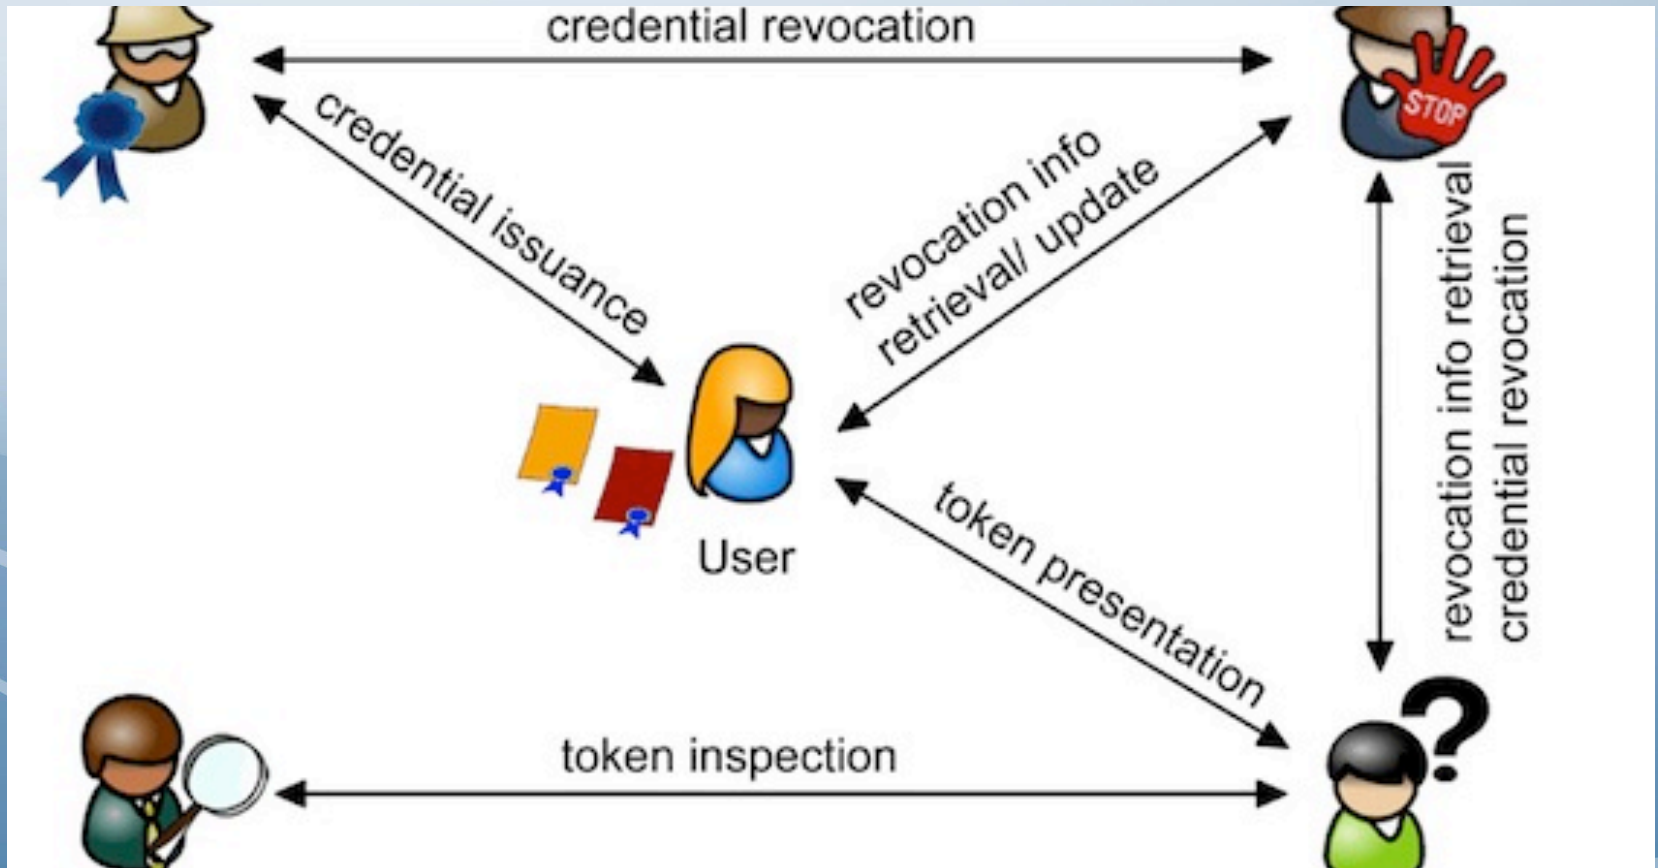 credential revocation
STOP
credential issuance
revocation info
retrieval/ update
revocation info retrieval
credential revocation
User
token presentation
?
token inspection